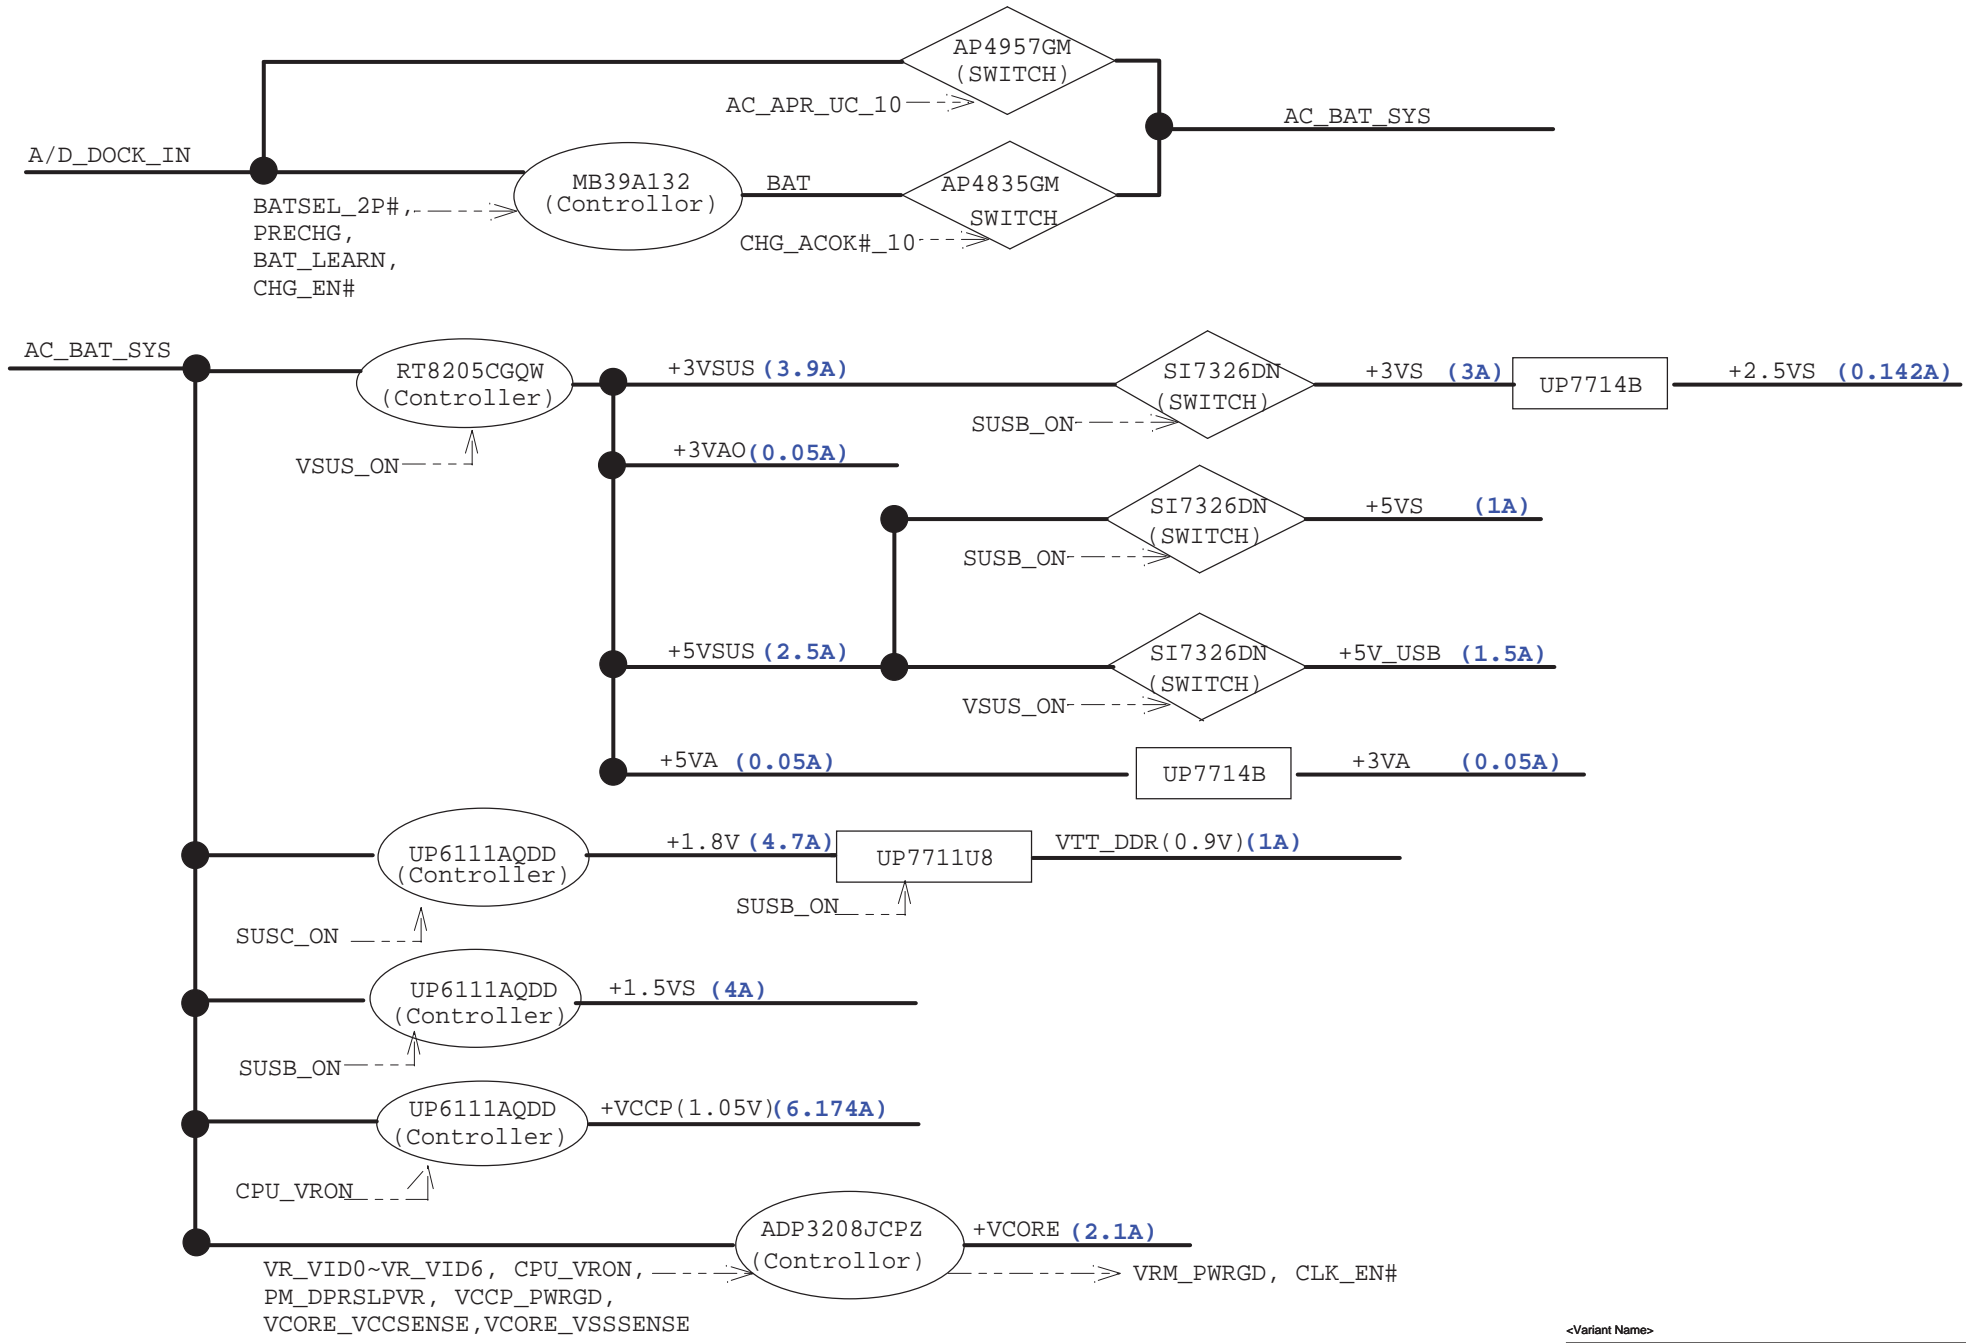 AP4957GM
(SWITCH)
AC_APR_UC_10
AC_BAT_SYS
A/D_DOCK_IN
MB39A132
(Controllor)
BAT
AP4835GM
SWITCH
BATSEL_2P#,
PRECHG,
BAT_LEARN,
CHG_EN#
CHG_ACOK#_10
AC_BAT_SYS
RT8205CGQW
(Controller)
VSUS_ON
+3VSUS (3.9A)
SI7326DN
(SWITCH)
SUSB_ON
+3VS (3A)
UP7714B
+2.5VS (0.142A)
+3VAO (0.05A)
SI7326DN
(SWITCH)
SUSB_ON
+5VS (1A)
+5VSUS (2.5A)
SI7326DN
(SWITCH)
VSUS_ON
+5V_USB (1.5A)
+5VA (0.05A)
UP7714B
+3VA (0.05A)
UP6111AQDD
(Controller)
SUSC_ON
+1.8V (4.7A)
UP7711U8
SUSB_ON
VTT_DDR(0.9V)(1A)
UP6111AQDD
(Controller)
SUSB_ON
+1.5VS (4A)
UP6111AQDD
(Controller)
CPU_VRON
+VCCP(1.05V)(6.174A)
ADP3208JCPZ
(Controllor)
+VCORE (2.1A)
VR_VID0~VR_VID6, CPU_VRON,
PM_DPRSLPVR, VCCP_PWRGD,
VCORE_VCCSENSE,VCORE_VSSSENSE
VRM_PWRGD, CLK_EN#
<Variant Name>